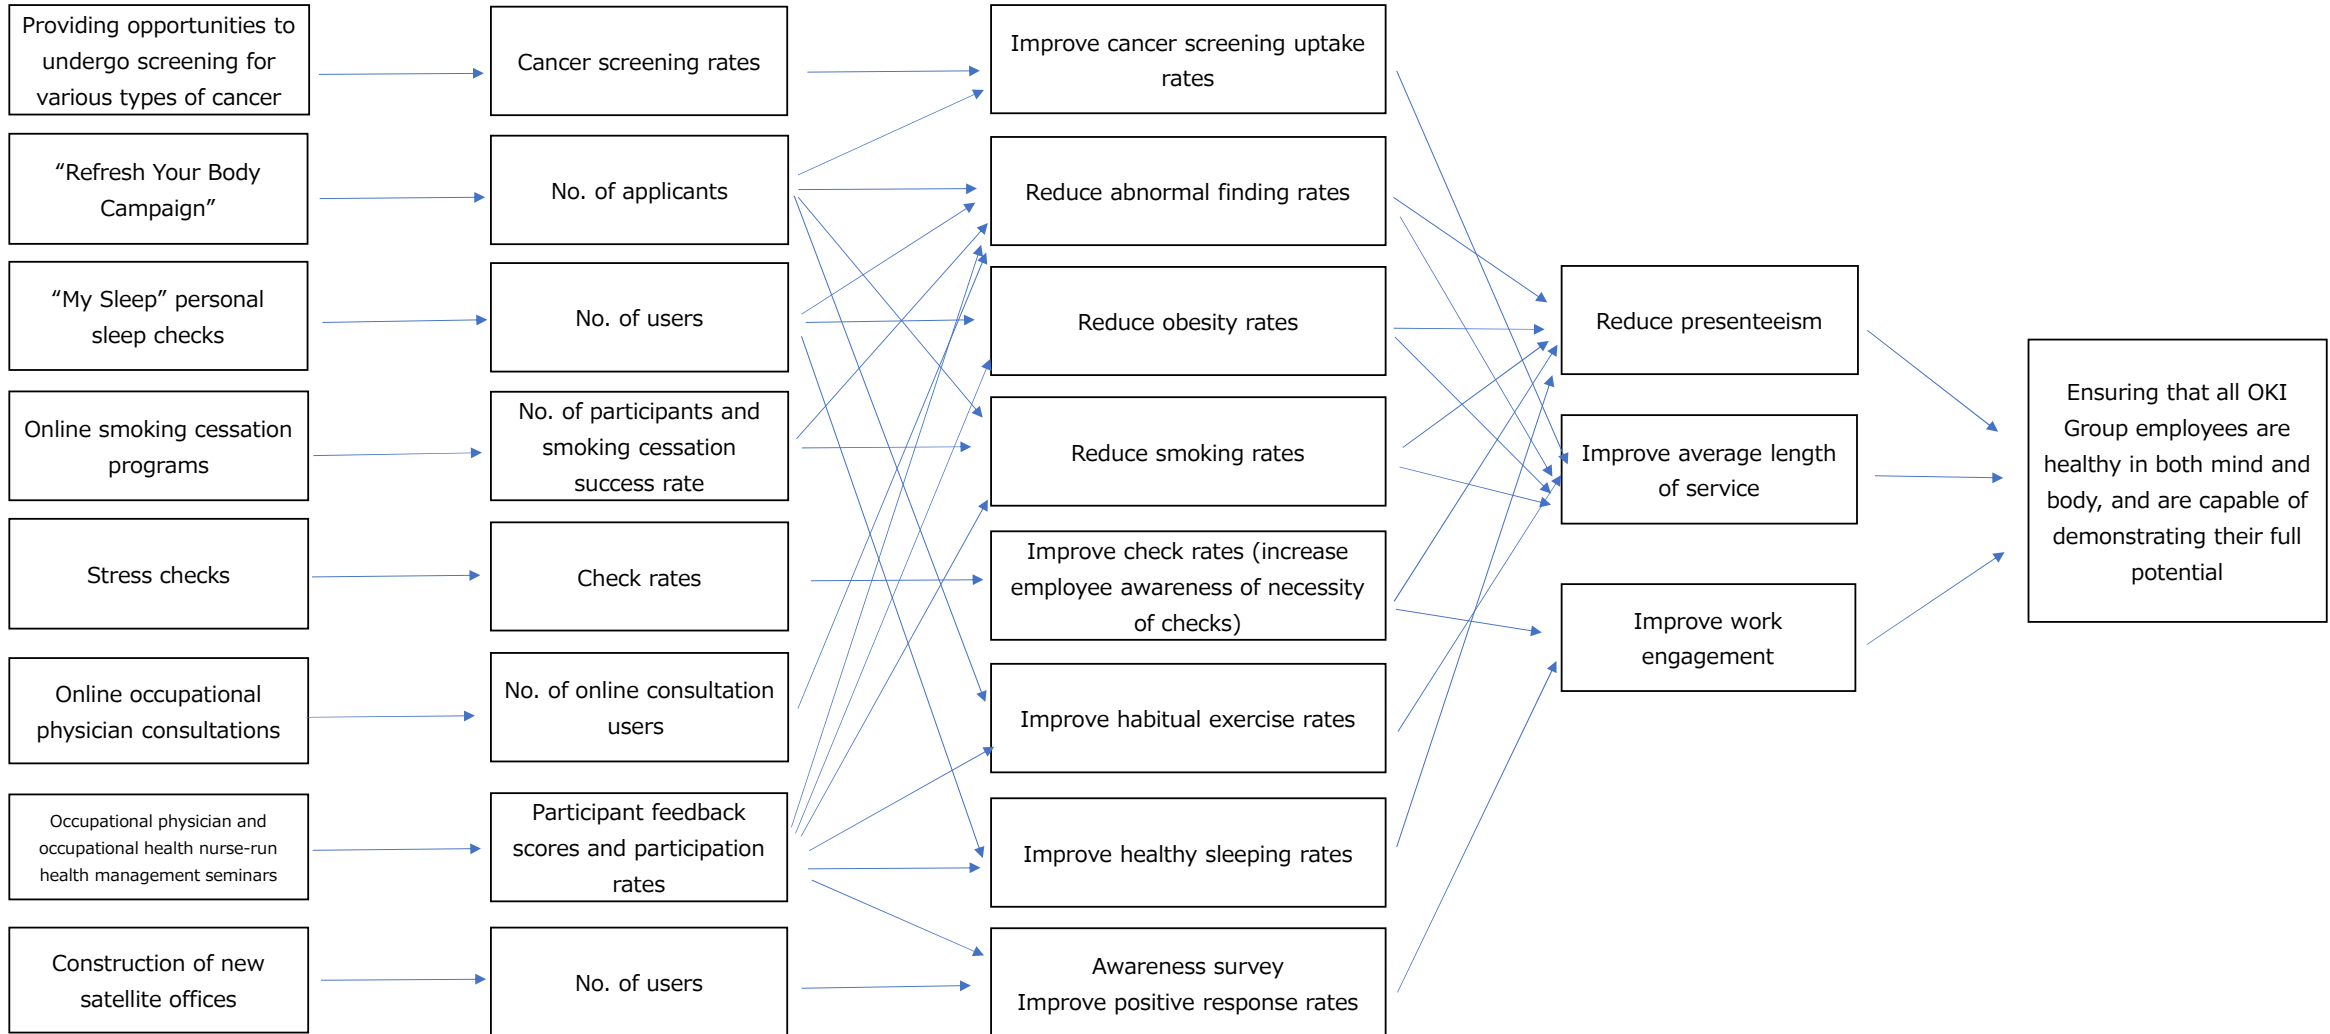 Providing opportunities to
undergo screening for
various types of cancer
Cancer screening rates
Improve cancer screening uptake
rates
“Refresh Your Body
Campaign”
No. of applicants
Reduce abnormal finding rates
“My Sleep” personal
sleep checks
No. of users
Reduce obesity rates
Reduce presenteeism
Online smoking cessation
programs
No. of participants and
smoking cessation
success rate
Reduce smoking rates
Improve average length
of service
Ensuring that all OKI
Group employees are
healthy in both mind and
body, and are capable of
demonstrating their full
potential
Stress checks
Check rates
Improve check rates (increase
employee awareness of necessity
of checks)
Improve work
engagement
Online occupational
physician consultations
No. of online consultation
users
Improve habitual exercise rates
Occupational physician and
occupational health nurse-run
health management seminars
Participant feedback
scores and participation
rates
Improve healthy sleeping rates
Construction of new
satellite offices
No. of users
Awareness survey
Improve positive response rates